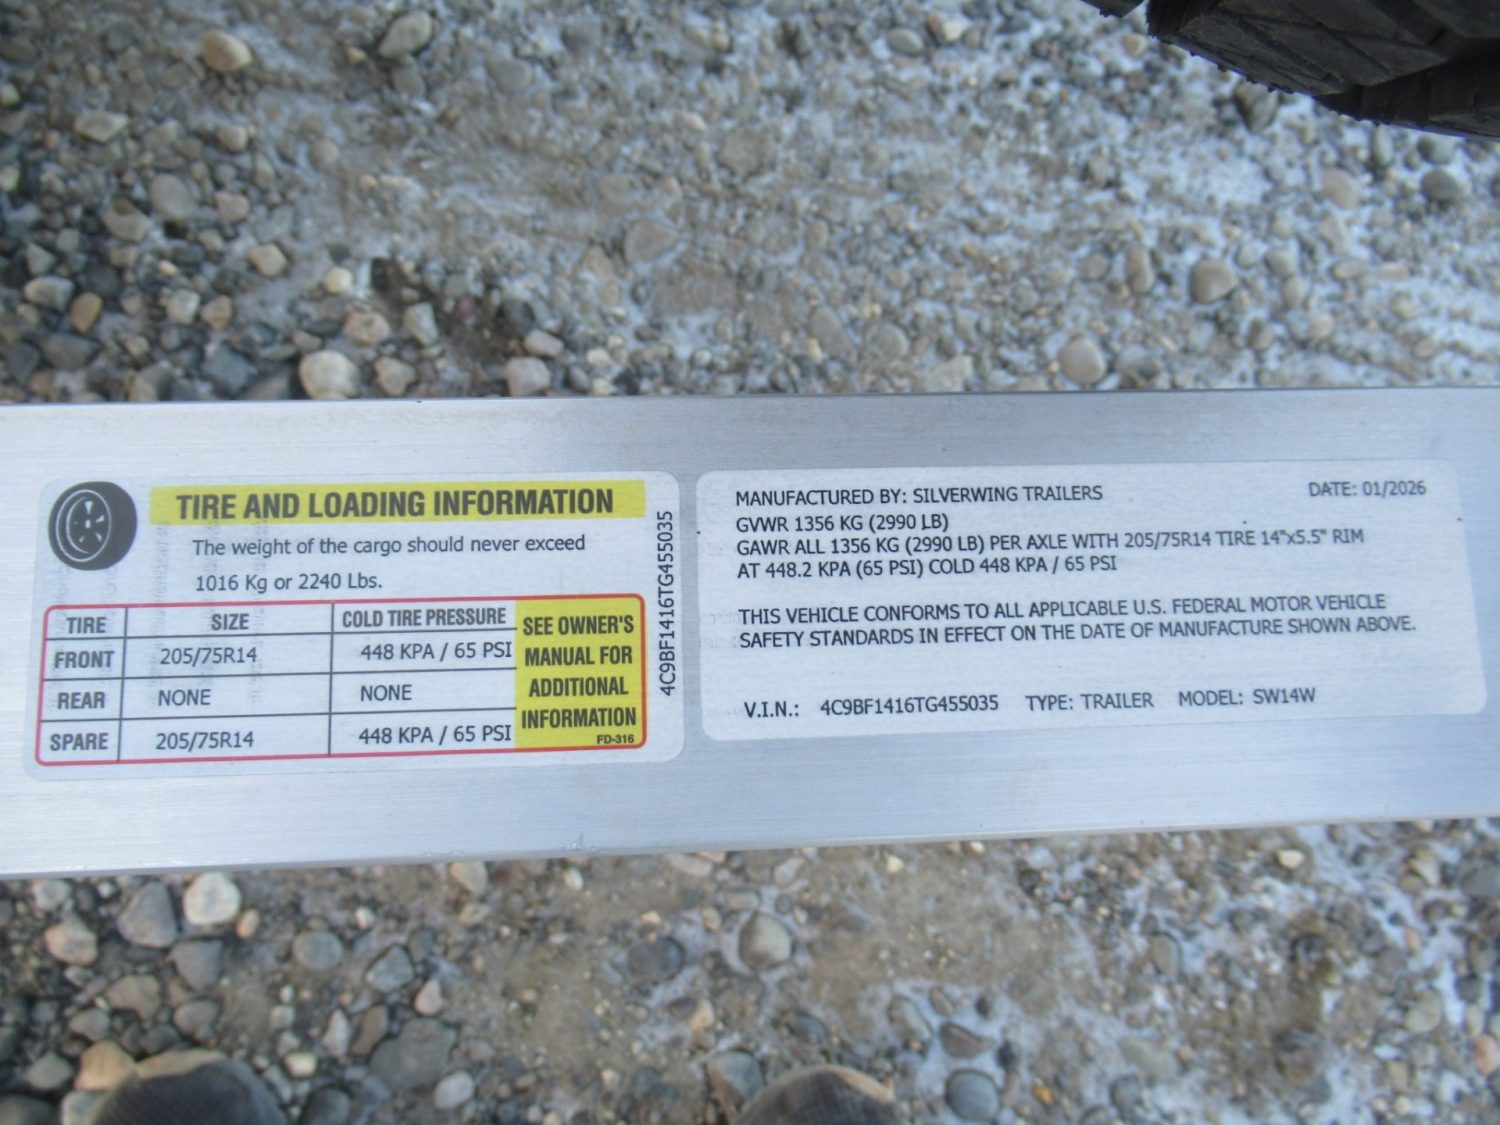 TIRE AND LOADING INFORMATION
The weight of the cargo should never exceed
1016 Kg or 2240 Lbs.
TIRE SIZE COLD TIRE PRESSURE
FRONT 205/75R14 448 KPA / 65 PSI
REAR NONE NONE
SPARE 205/75R14 448 KPA / 65 PSI
SEE OWNER'S
MANUAL FOR
ADDITIONAL
INFORMATION
FD-316
4C9BF1416TG455035
MANUFACTURED BY: SILVERWING TRAILERS DATE: 01/2026
GVWR 1356 KG (2990 LB)
GAWR ALL 1356 KG (2990 LB) PER AXLE WITH 205/75R14 TIRE 14"x5.5" RIM
AT 448.2 KPA (65 PSI) COLD 448 KPA / 65 PSI
THIS VEHICLE CONFORMS TO ALL APPLICABLE U.S. FEDERAL MOTOR VEHICLE
SAFETY STANDARDS IN EFFECT ON THE DATE OF MANUFACTURE SHOWN ABOVE.
V.I.N.: 4C9BF1416TG455035 TYPE: TRAILER MODEL: SW14W